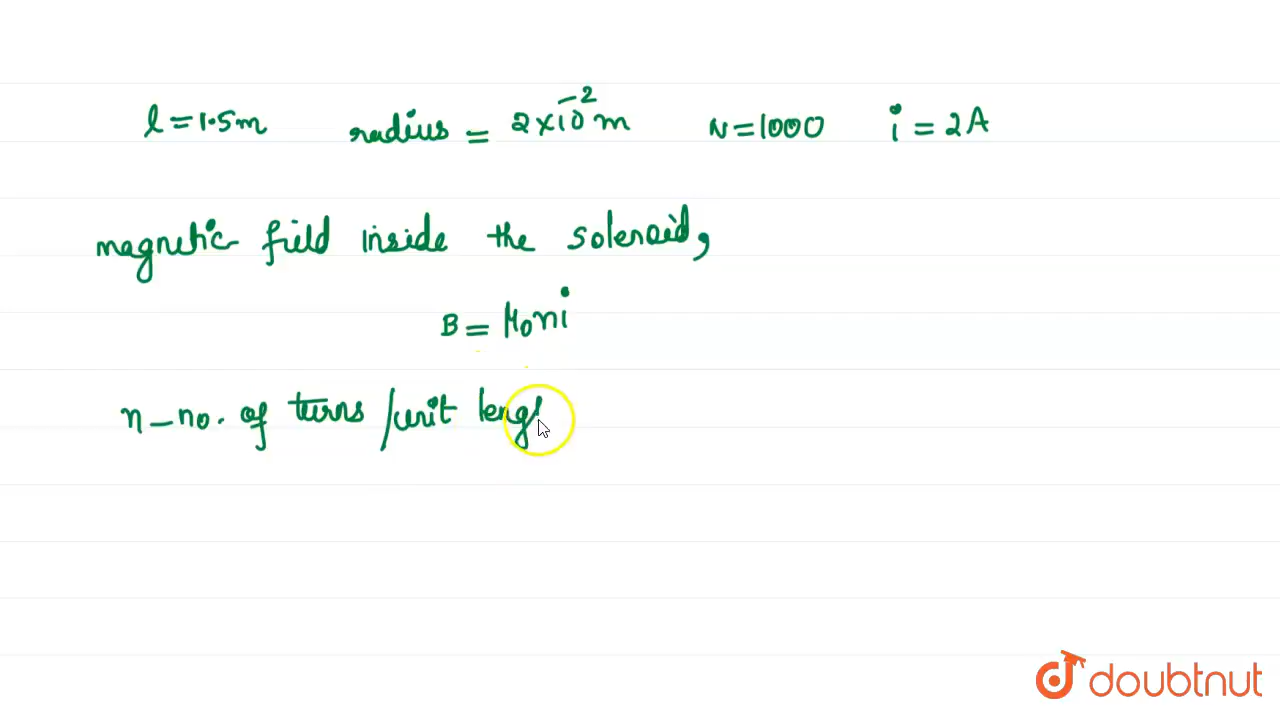 l = 1.5m radius = 2×10⁻² m N = 1000 i = 2A
magnetic field inside the solenoid,
B = μ₀ni
n – no. of turns /unit leng
doubtnut